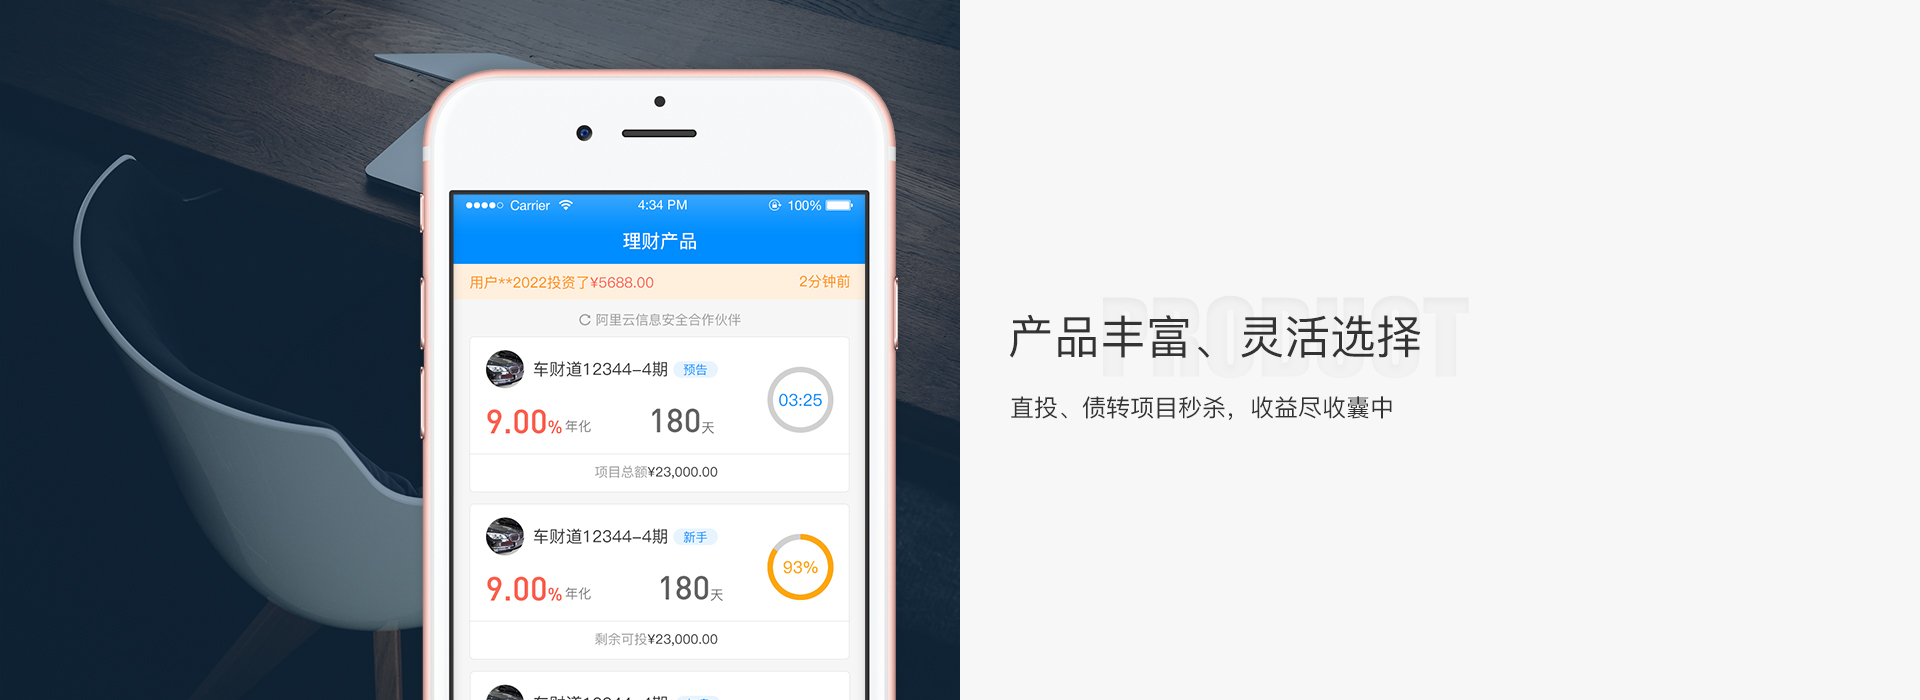 Carrier 4:34 PM 100%
理财产品
用户**2022投资了¥5688.00 2分钟前
阿里云信息安全合作伙伴
车财道12344-4期 预告
9.00% 年化 180天 03:25
项目总额¥23,000.00
车财道12344-4期 新手
9.00% 年化 180天 93%
剩余可投¥23,000.00
车财道12344-4期
PRODUCT
产品丰富、灵活选择
直投、债转项目秒杀，收益尽收囊中